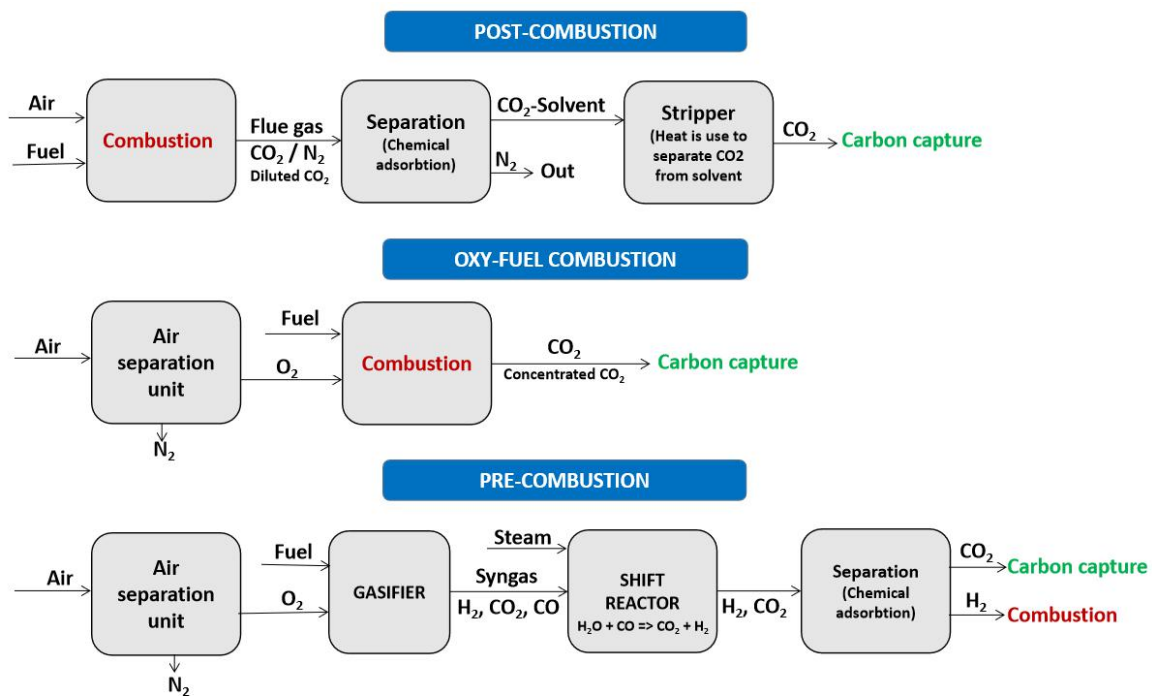 POST-COMBUSTION
Air
Fuel
Combustion
Flue gas
CO₂ / N₂
Diluted CO₂
Separation
(Chemical
adsorbtion)
CO₂-Solvent
N₂
Out
Stripper
(Heat is use to
separate CO2
from solvent
CO₂
Carbon capture
OXY-FUEL COMBUSTION
Air
Air
separation
unit
N₂
Fuel
O₂
Combustion
CO₂
Concentrated CO₂
Carbon capture
PRE-COMBUSTION
Air
Air
separation
unit
N₂
Fuel
O₂
GASIFIER
Syngas
H₂, CO₂, CO
Steam
SHIFT
REACTOR
H₂O + CO => CO₂ + H₂
H₂, CO₂
Separation
(Chemical
adsorbtion)
CO₂
Carbon capture
H₂
Combustion